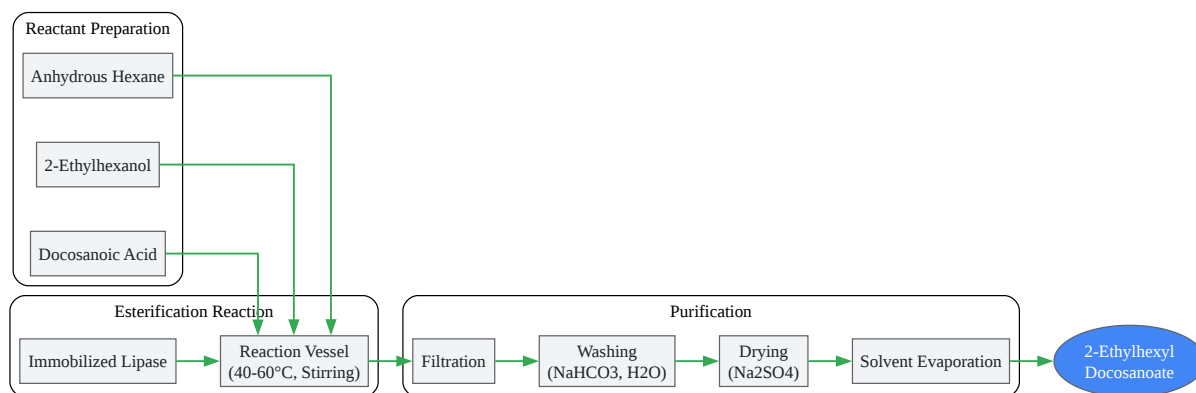 Reactant Preparation
Anhydrous Hexane
2-Ethylhexanol
Docosanoic Acid
Esterification Reaction
Immobilized Lipase
Reaction Vessel
(40-60°C, Stirring)
Purification
Filtration
Washing
(NaHCO3, H2O)
Drying
(Na2SO4)
Solvent Evaporation
2-Ethylhexyl
Docosanoate